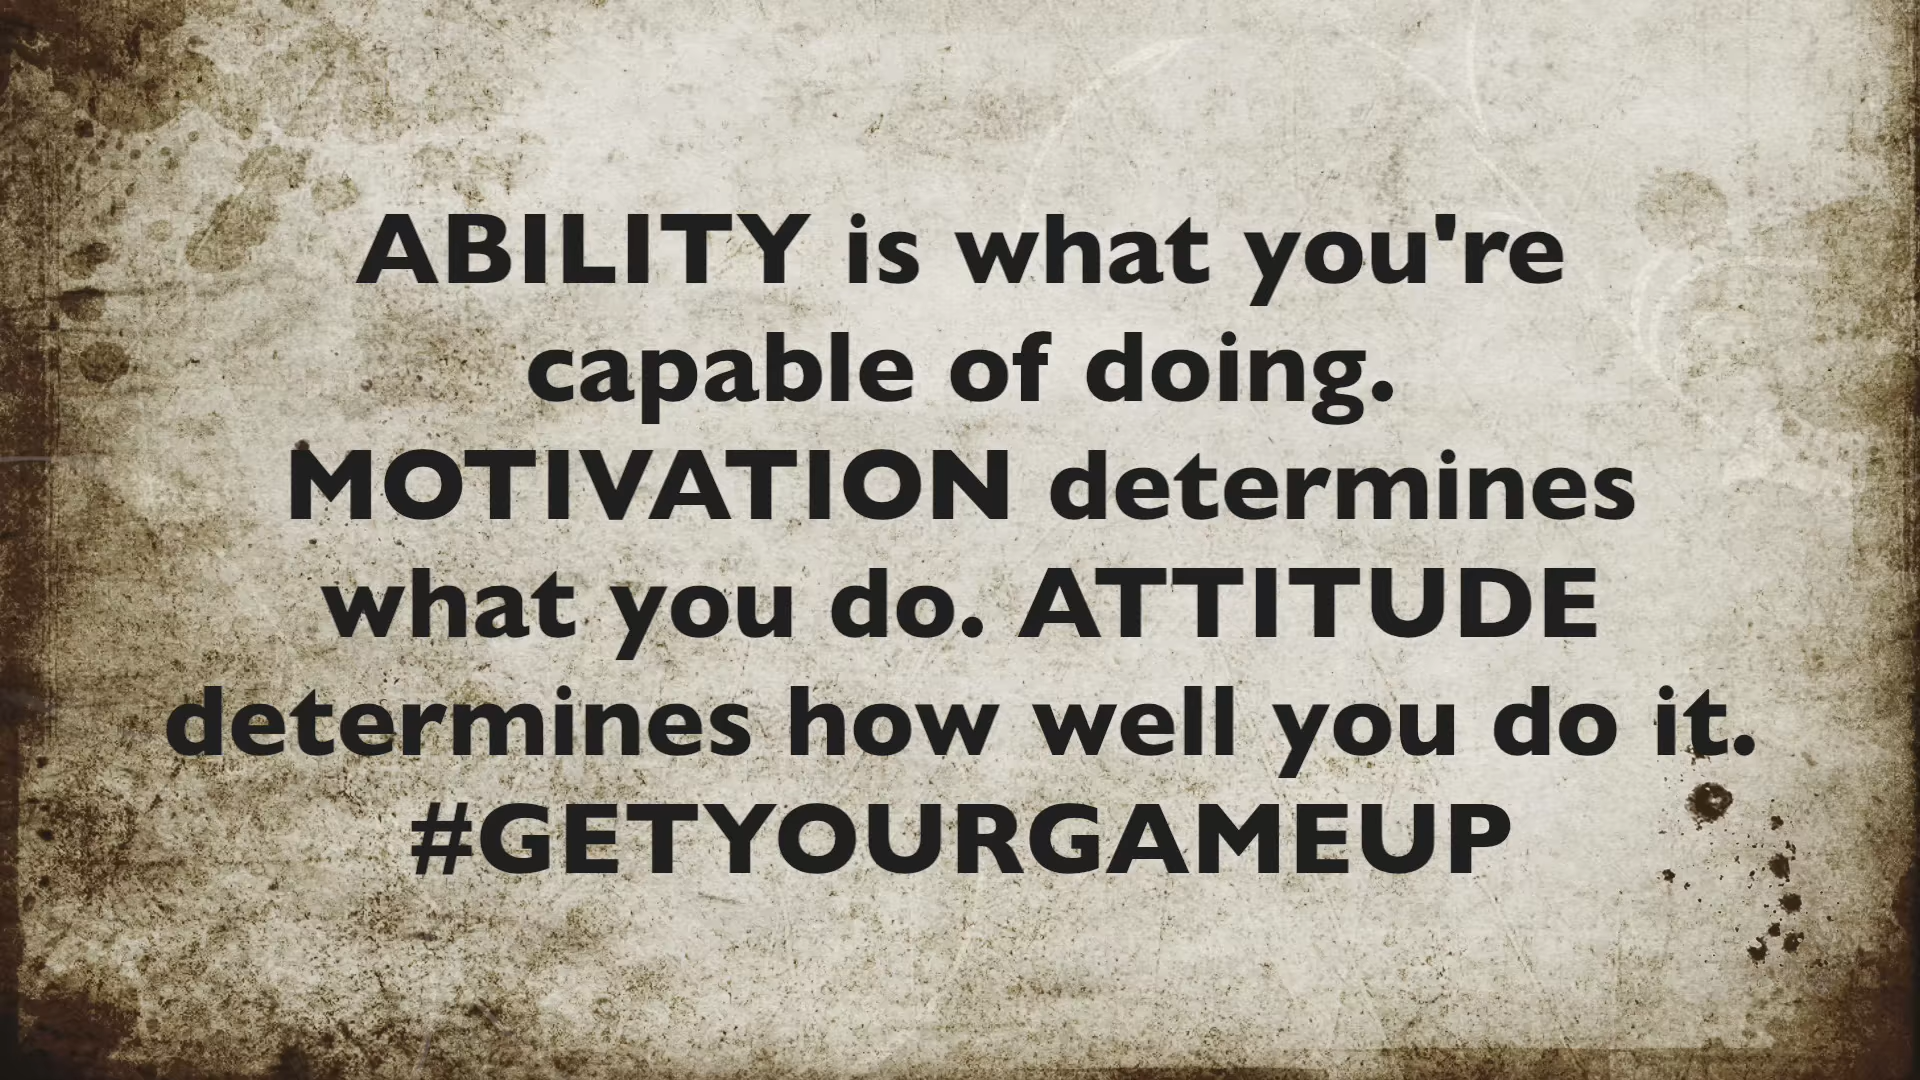 ABILITY is what you're
capable of doing.
MOTIVATION determines
what you do. ATTITUDE
determines how well you do it.
#GETYOURGAMEUP